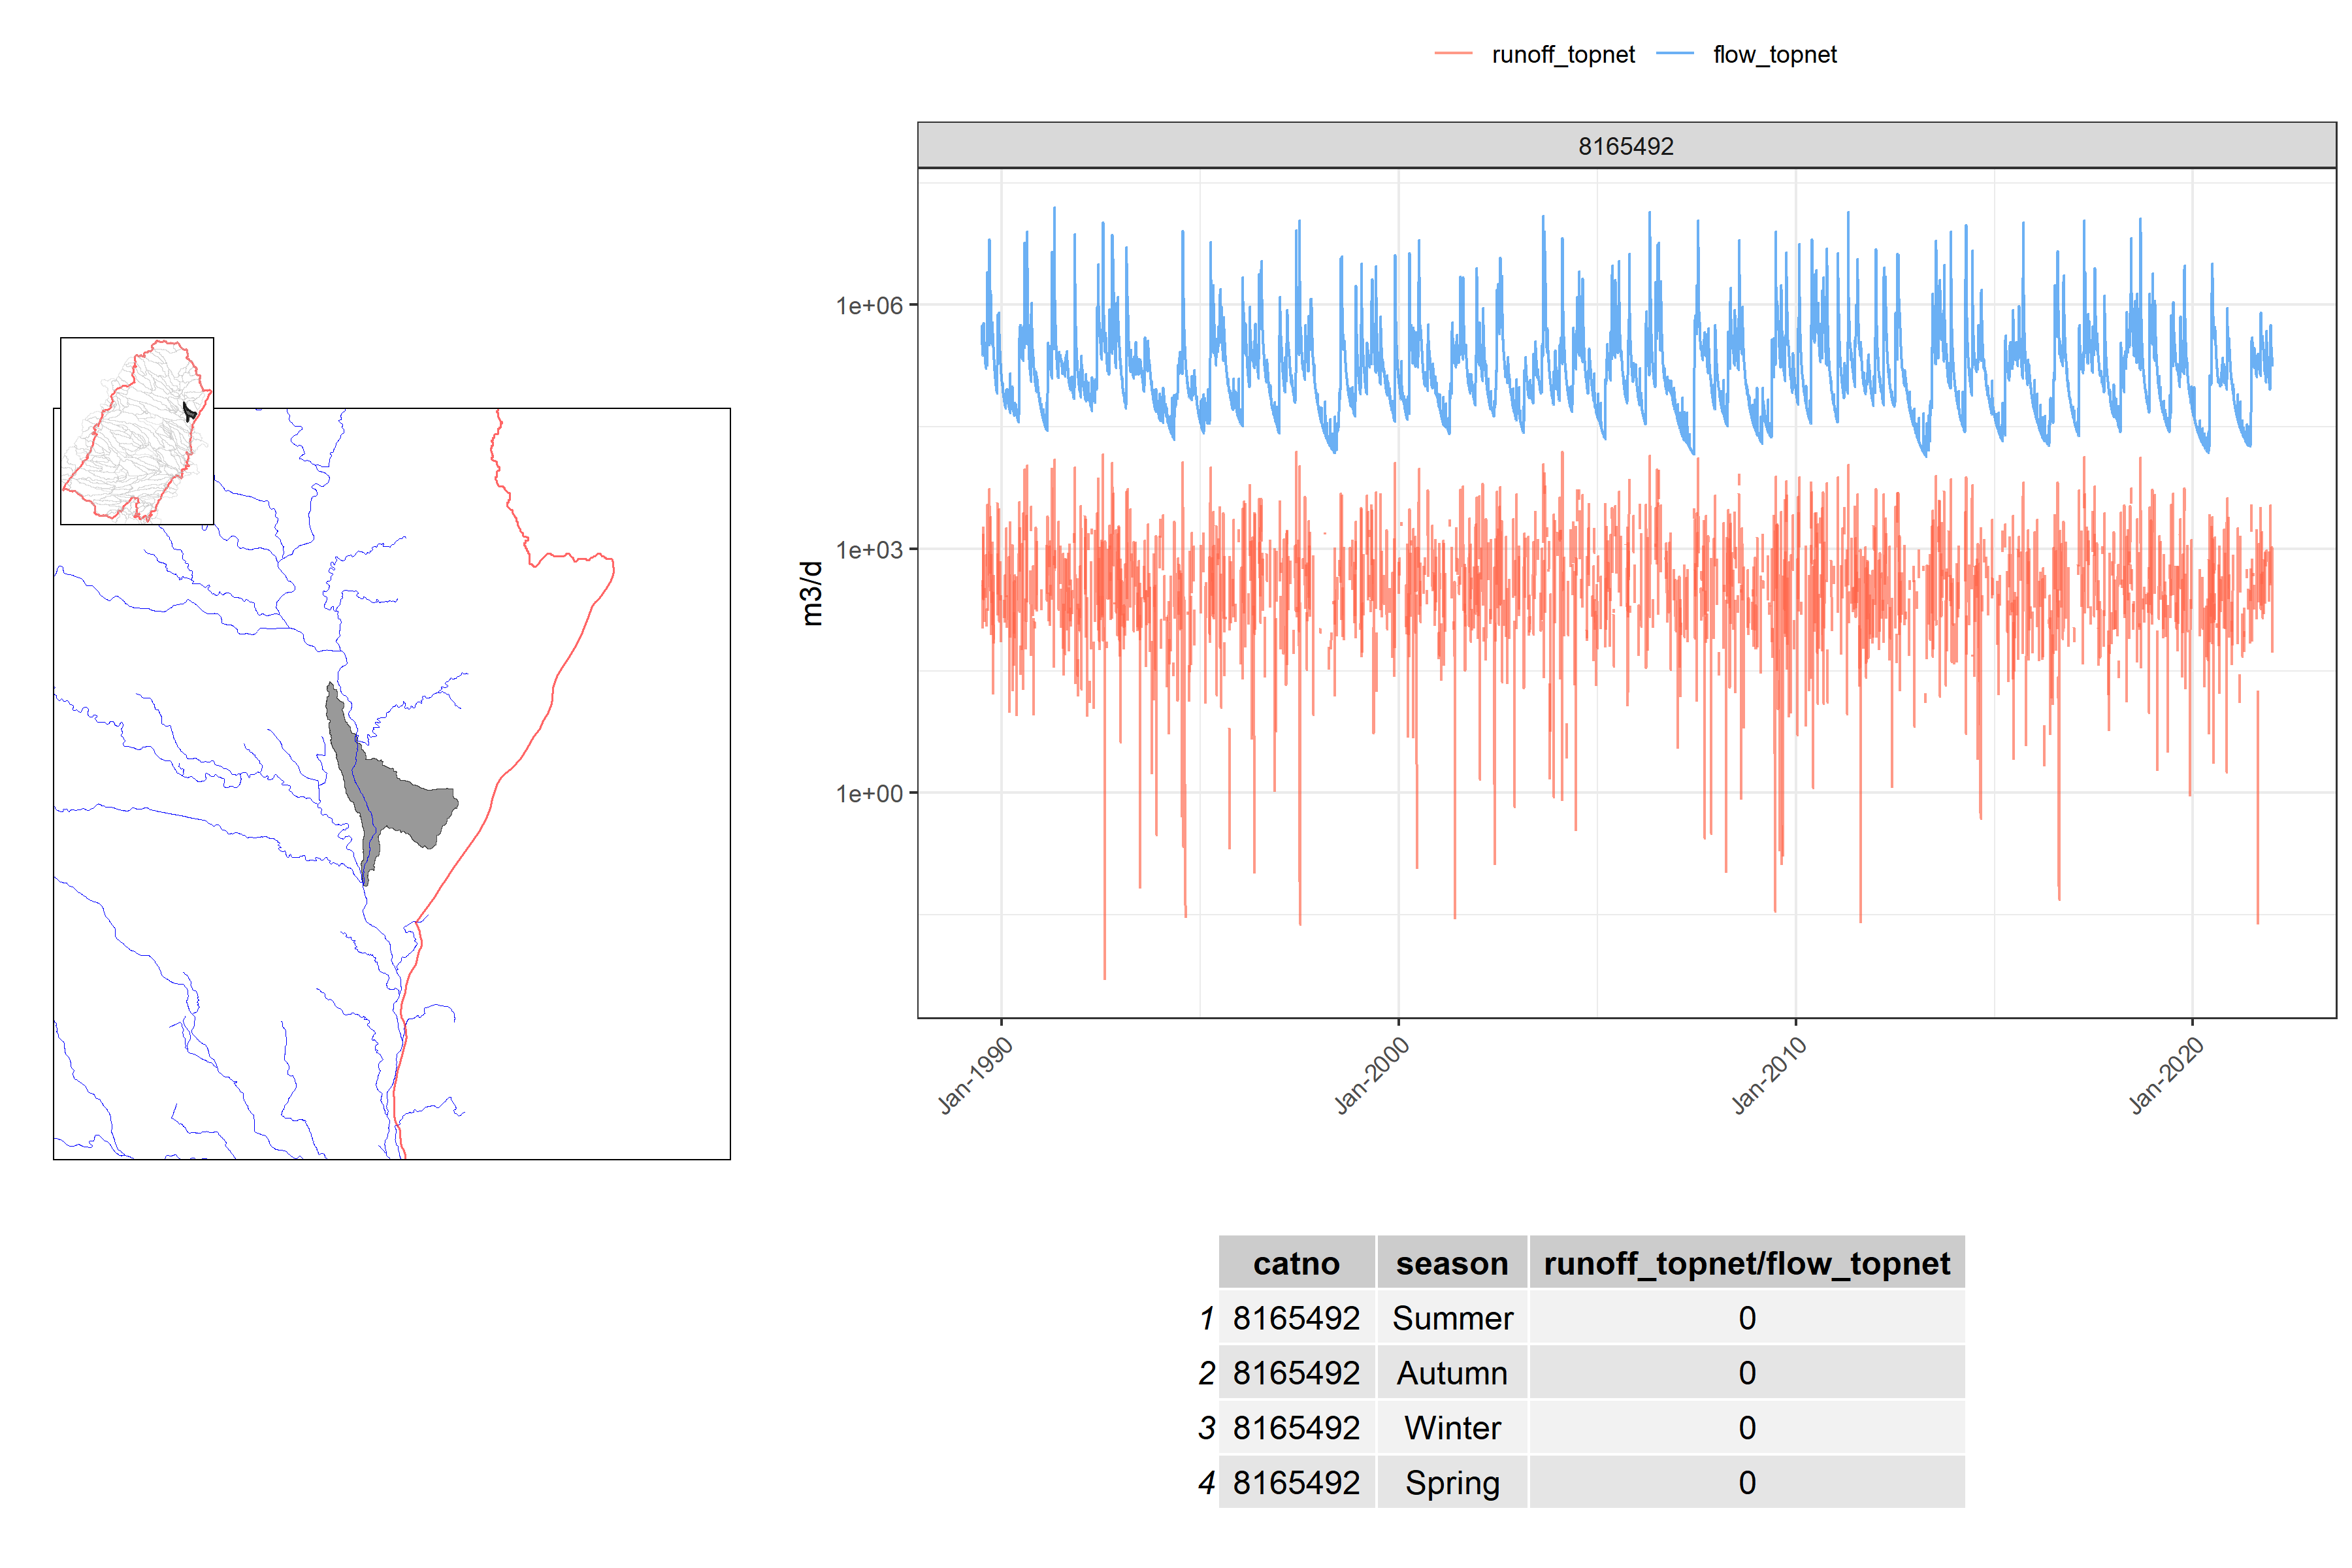 runoff_topnet flow_topnet
8165492
1e+06
1e+03
1e+00
m3/d
Jan-1990 Jan-2000 Jan-2010 Jan-2020
catno season runoff_topnet/flow_topnet
1 8165492 Summer 0
2 8165492 Autumn 0
3 8165492 Winter 0
4 8165492 Spring 0